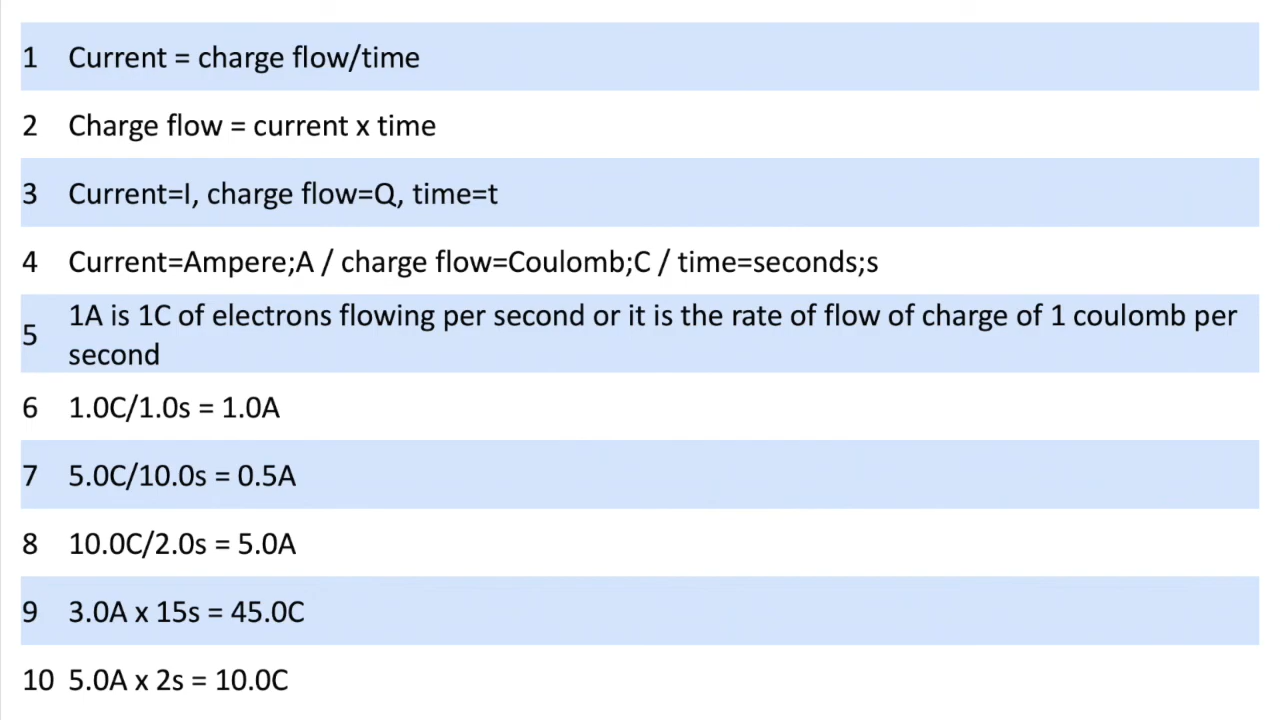 1 Current = charge flow/time
2 Charge flow = current x time
3 Current=I, charge flow=Q, time=t
4 Current=Ampere;A / charge flow=Coulomb;C / time=seconds;s
5 1A is 1C of electrons flowing per second or it is the rate of flow of charge of 1 coulomb per
second
6 1.0C/1.0s = 1.0A
7 5.0C/10.0s = 0.5A
8 10.0C/2.0s = 5.0A
9 3.0A x 15s = 45.0C
10 5.0A x 2s = 10.0C